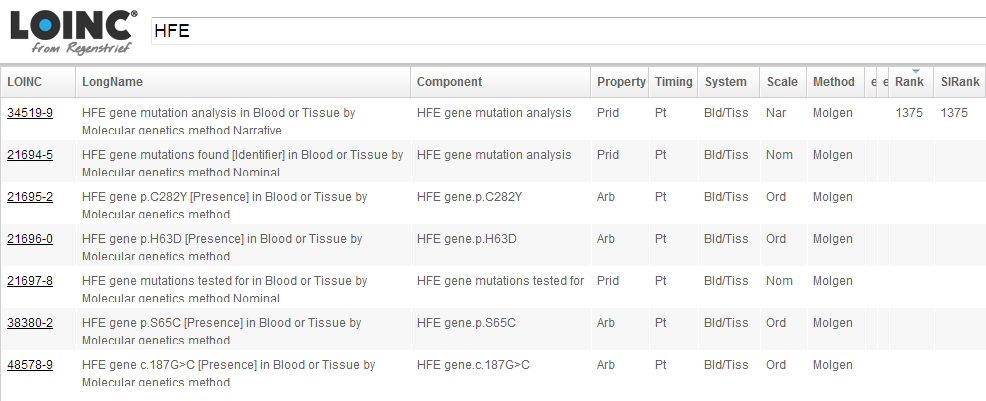 LOINC®
from Regenstrief
HFE
LOINC LongName Component Property Timing System Scale Method e e Rank SIRank
34519-9 HFE gene mutation analysis in Blood or Tissue by HFE gene mutation analysis Prid Pt Bld/Tiss Nar Molgen 1375 1375
Molecular genetics method Narrative
21694-5 HFE gene mutations found [Identifier] in Blood or Tissue by HFE gene mutation analysis Prid Pt Bld/Tiss Nom Molgen
Molecular genetics method Nominal
21695-2 HFE gene p.C282Y [Presence] in Blood or Tissue by HFE gene.p.C282Y Arb Pt Bld/Tiss Ord Molgen
Molecular genetics method
21696-0 HFE gene p.H63D [Presence] in Blood or Tissue by HFE gene.p.H63D Arb Pt Bld/Tiss Ord Molgen
Molecular genetics method
21697-8 HFE gene mutations tested for in Blood or Tissue by HFE gene mutations tested for Prid Pt Bld/Tiss Nom Molgen
Molecular genetics method Nominal
38380-2 HFE gene p.S65C [Presence] in Blood or Tissue by HFE gene.p.S65C Arb Pt Bld/Tiss Ord Molgen
Molecular genetics method
48578-9 HFE gene c.187G>C [Presence] in Blood or Tissue by HFE gene.c.187G>C Arb Pt Bld/Tiss Ord Molgen
Molecular genetics method